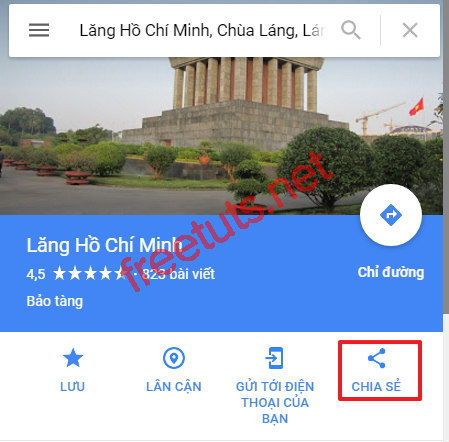 Lăng Hồ Chí Minh, Chùa Láng, Lán
freetuts.net
Lăng Hồ Chí Minh
4,5 ★★★★★ • 823 bài viết
Chỉ đường
Bảo tàng
LƯU
LÂN CẬN
GỬI TỚI ĐIỆN
THOẠI CỦA
BẠN
CHIA SẺ